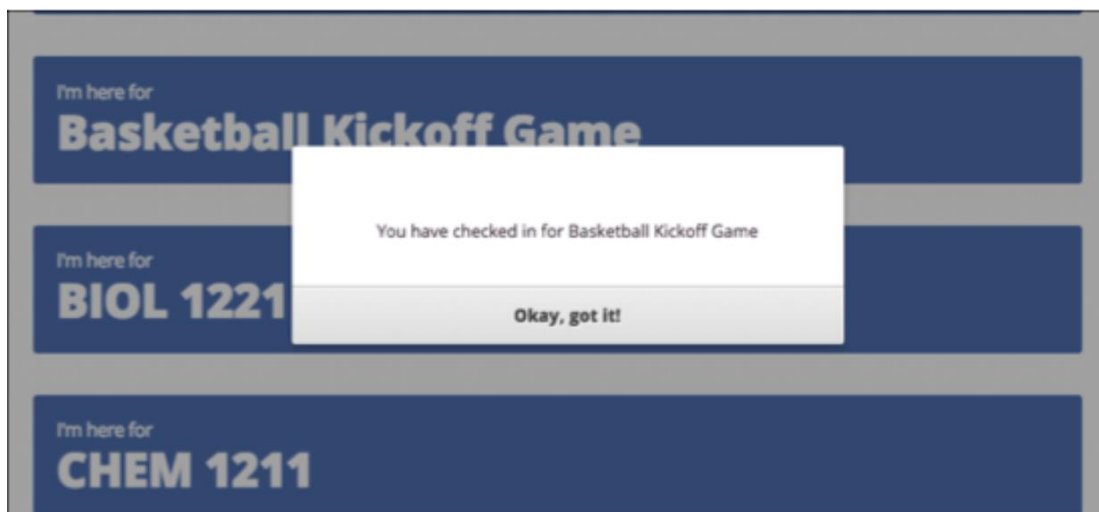 I'm here for
Basketball Kickoff Game
You have checked in for Basketball Kickoff Game
I'm here for
BIOL 1221
Okay, got it!
I'm here for
CHEM 1211